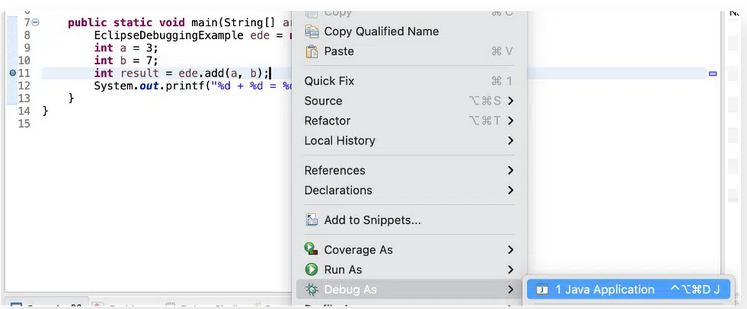 Copy ⌘ C
7 public static void main(String[] a
8 EclipseDebuggingExample ede =
Copy Qualified Name
9 int a = 3;
Paste ⌘ V
10 int b = 7;
11 int result = ede.add(a, b);
Quick Fix ⌘ 1
12 System.out.printf("%d + %d = %
13 }
Source ⌥⌘ S >
14 }
Refactor ⌥⌘ T >
15
Local History >
References >
Declarations >
Add to Snippets...
Coverage As >
Run As >
Debug As >
1 Java Application ^⌥⌘D J